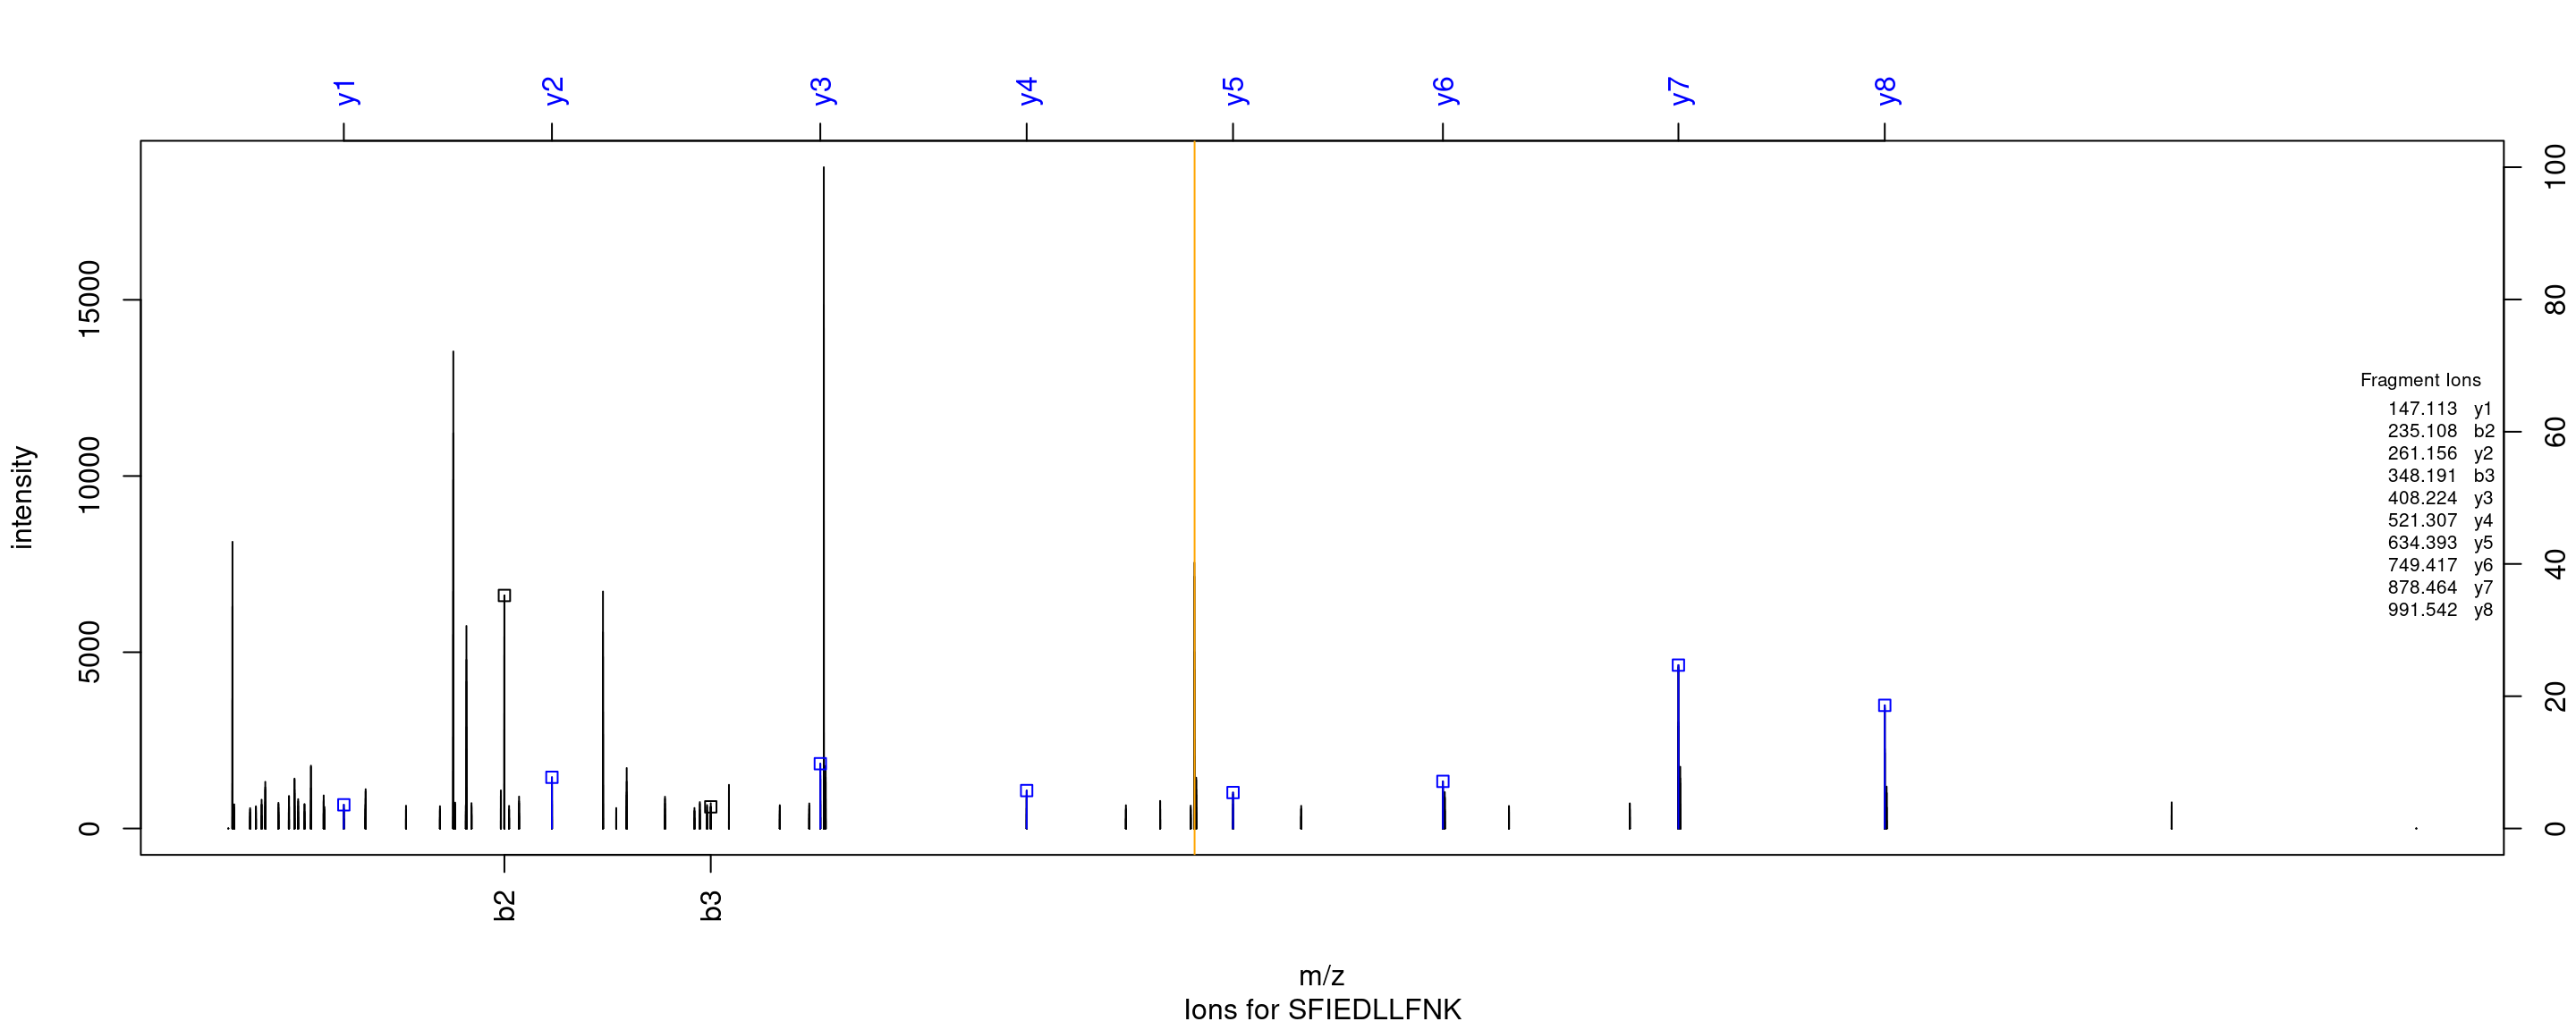 y1 y2 y3 y4 y5 y6 y7 y8
intensity
0 5000 10000 15000
0 20 40 60 80 100
Fragment Ions
147.113 y1
235.108 b2
261.156 y2
348.191 b3
408.224 y3
521.307 y4
634.393 y5
749.417 y6
878.464 y7
991.542 y8
b2 b3
m/z
Ions for SFIEDLLFNK